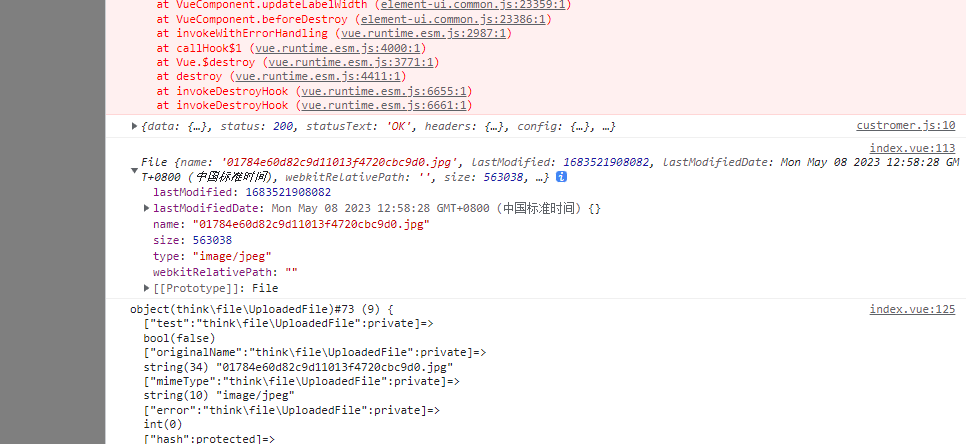 at VueComponent.updateLabelWidth (element-ui.common.js:23359:1)
at VueComponent.beforeDestroy (element-ui.common.js:23386:1)
at invokeWithErrorHandling (vue.runtime.esm.js:2987:1)
at callHook$1 (vue.runtime.esm.js:4000:1)
at Vue.$destroy (vue.runtime.esm.js:3771:1)
at destroy (vue.runtime.esm.js:4411:1)
at invokeDestroyHook (vue.runtime.esm.js:6655:1)
at invokeDestroyHook (vue.runtime.esm.js:6661:1)
{data: {…}, status: 200, statusText: 'OK', headers: {…}, config: {…}, …} custromer.js:10
index.vue:113
File {name: '01784e60d82c9d11013f4720cbc9d0.jpg', lastModified: 1683521908082, lastModifiedDate: Mon May 08 2023 12:58:28 GM
T+0800 (中国标准时间), webkitRelativePath: '', size: 563038, …} i
lastModified: 1683521908082
lastModifiedDate: Mon May 08 2023 12:58:28 GMT+0800 (中国标准时间) {}
name: "01784e60d82c9d11013f4720cbc9d0.jpg"
size: 563038
type: "image/jpeg"
webkitRelativePath: ""
[[Prototype]]: File
object(think\file\UploadedFile)#73 (9) { index.vue:125
["test":"think\file\UploadedFile":private]=>
bool(false)
["originalName":"think\file\UploadedFile":private]=>
string(34) "01784e60d82c9d11013f4720cbc9d0.jpg"
["mimeType":"think\file\UploadedFile":private]=>
string(10) "image/jpeg"
["error":"think\file\UploadedFile":private]=>
int(0)
["hash":protected]=>